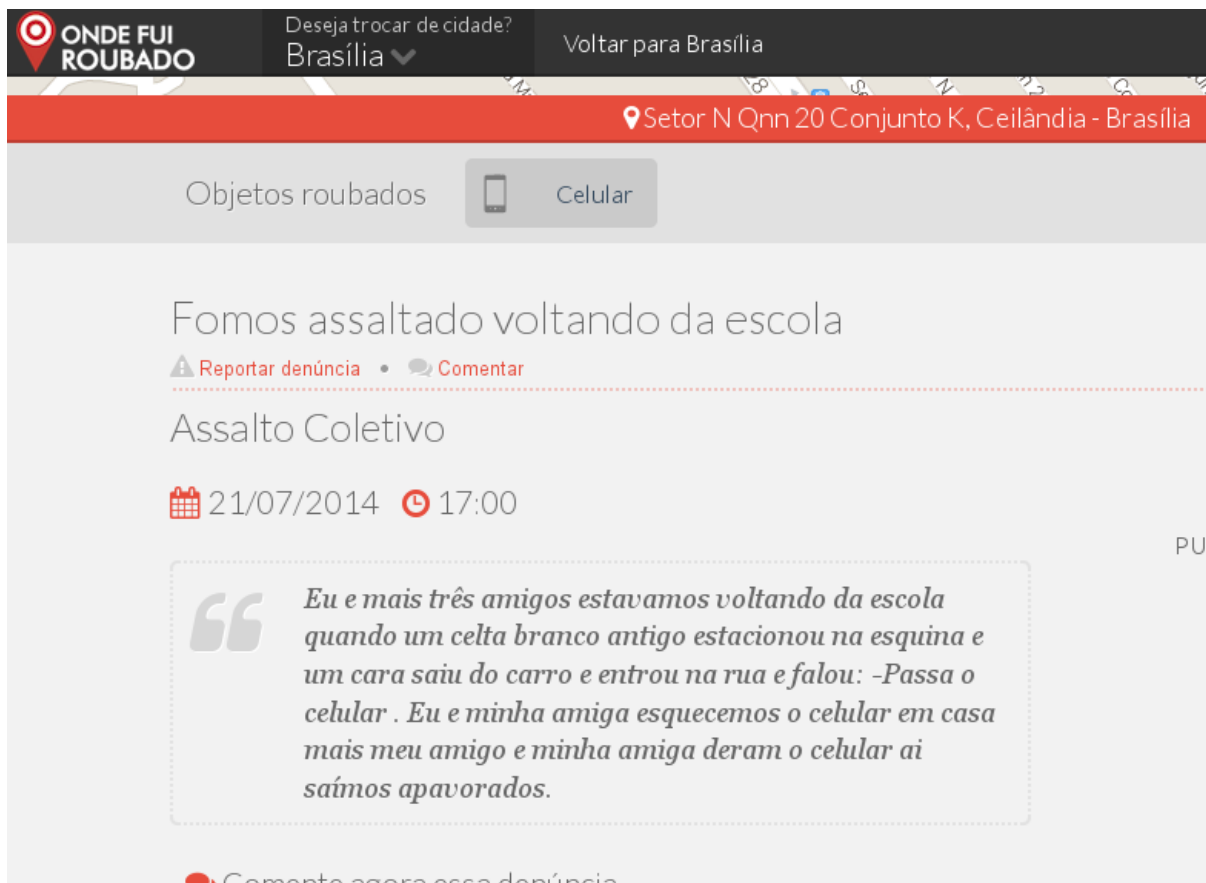 ONDE FUI
ROUBADO
Deseja trocar de cidade?
Brasília
Voltar para Brasília
Setor N Qnn 20 Conjunto K, Ceilândia - Brasília
Objetos roubados
Celular
Fomos assaltado voltando da escola
Reportar denúncia • Comentar
Assalto Coletivo
21/07/2014 17:00
PU
Eu e mais três amigos estavamos voltando da escola
quando um celta branco antigo estacionou na esquina e
um cara saiu do carro e entrou na rua e falou: -Passa o
celular . Eu e minha amiga esquecemos o celular em casa
mais meu amigo e minha amiga deram o celular ai
saímos apavorados.
Comente agora essa denúncia